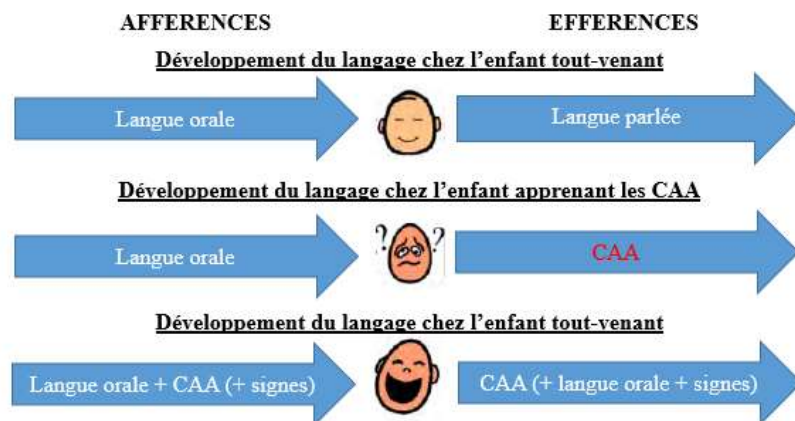 AFFERENCES EFFERENCES
Développement du langage chez l'enfant tout-venant
Langue orale Langue parlée
Développement du langage chez l'enfant apprenant les CAA
Langue orale ? ? CAA
Développement du langage chez l'enfant tout-venant
Langue orale + CAA (+ signes) CAA (+ langue orale + signes)